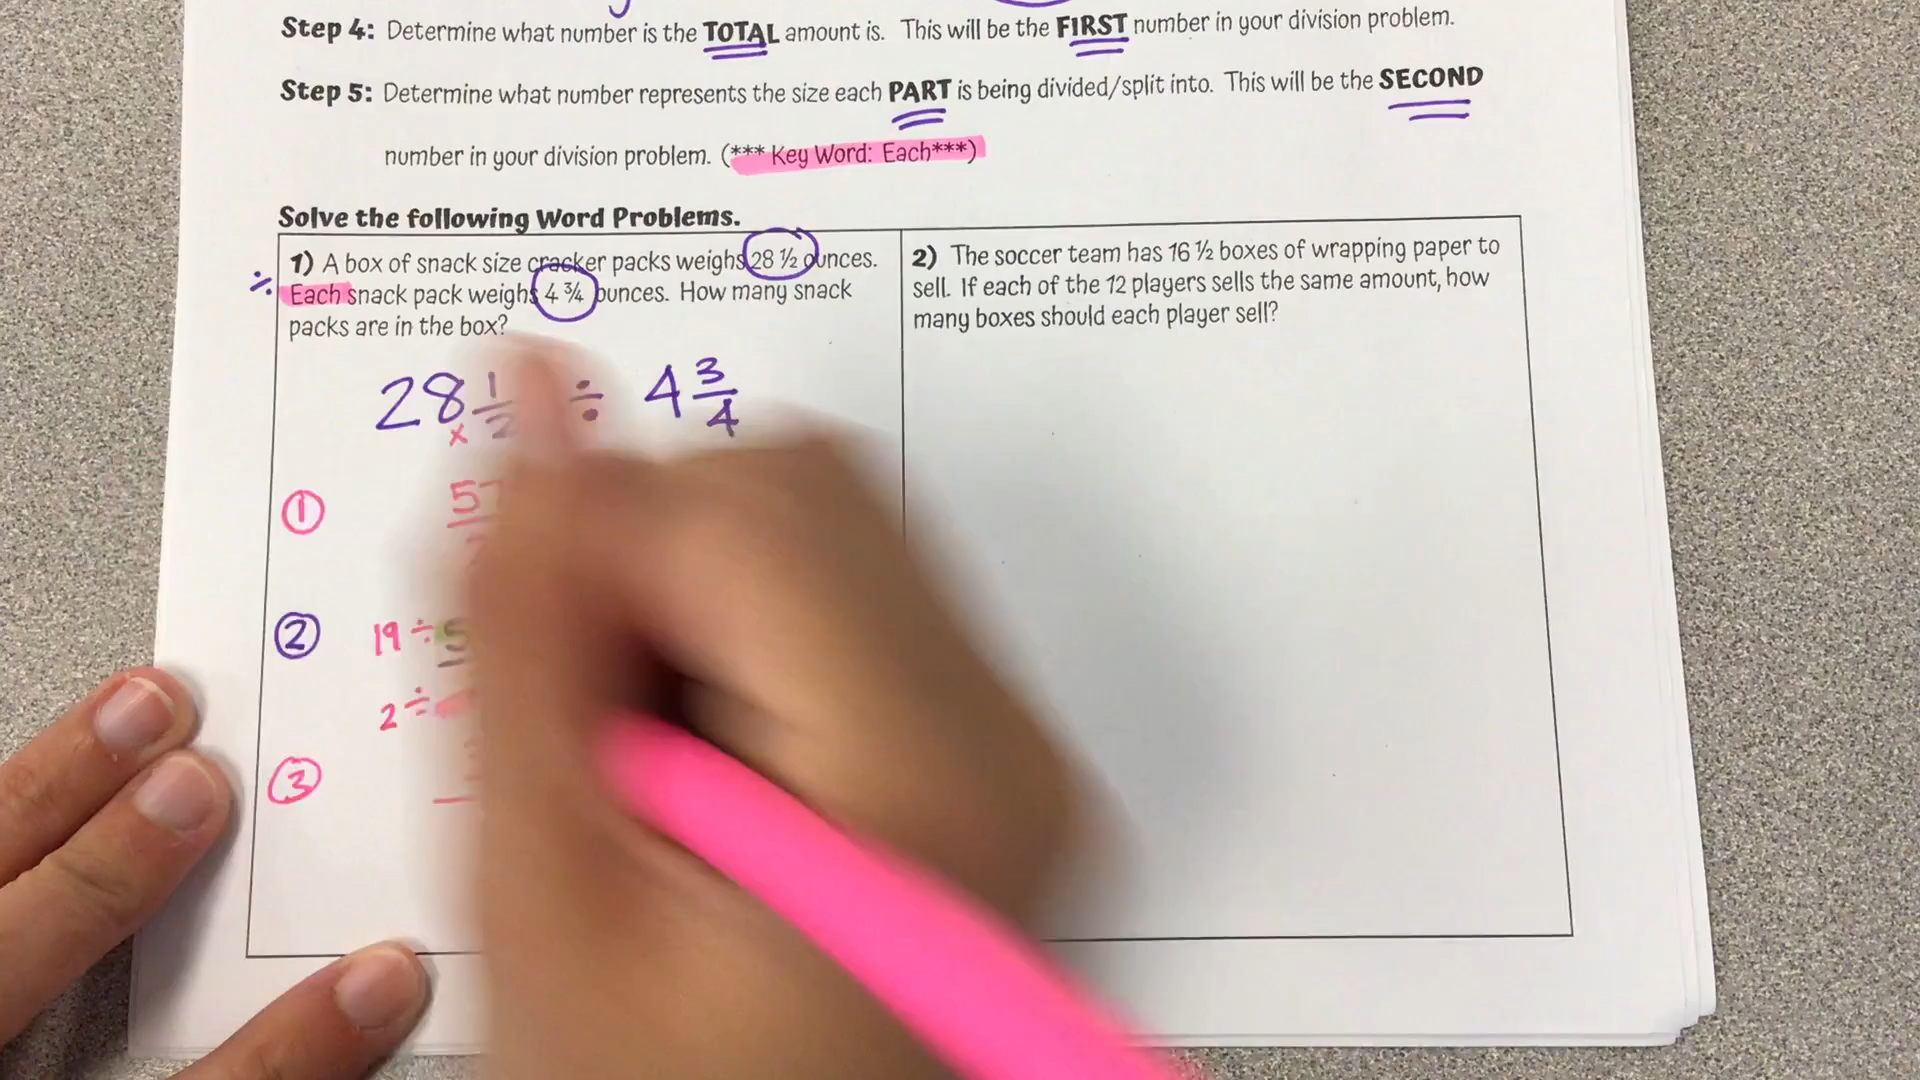 Step 4: Determine what number is the TOTAL amount is. This will be the FIRST number in your division problem.
Step 5: Determine what number represents the size each PART is being divided/split into. This will be the SECOND
number in your division problem. (*** Key Word: Each***)
Solve the following Word Problems.
1) A box of snack size cracker packs weighs 28 ½ ounces.
÷ Each snack pack weighs 4 ¾ ounces. How many snack
packs are in the box?
28 1/2 ÷ 4 3/4
x
① 57
② 19 ÷ 5
2 ÷
③
2) The soccer team has 16 ½ boxes of wrapping paper to
sell. If each of the 12 players sells the same amount, how
many boxes should each player sell?